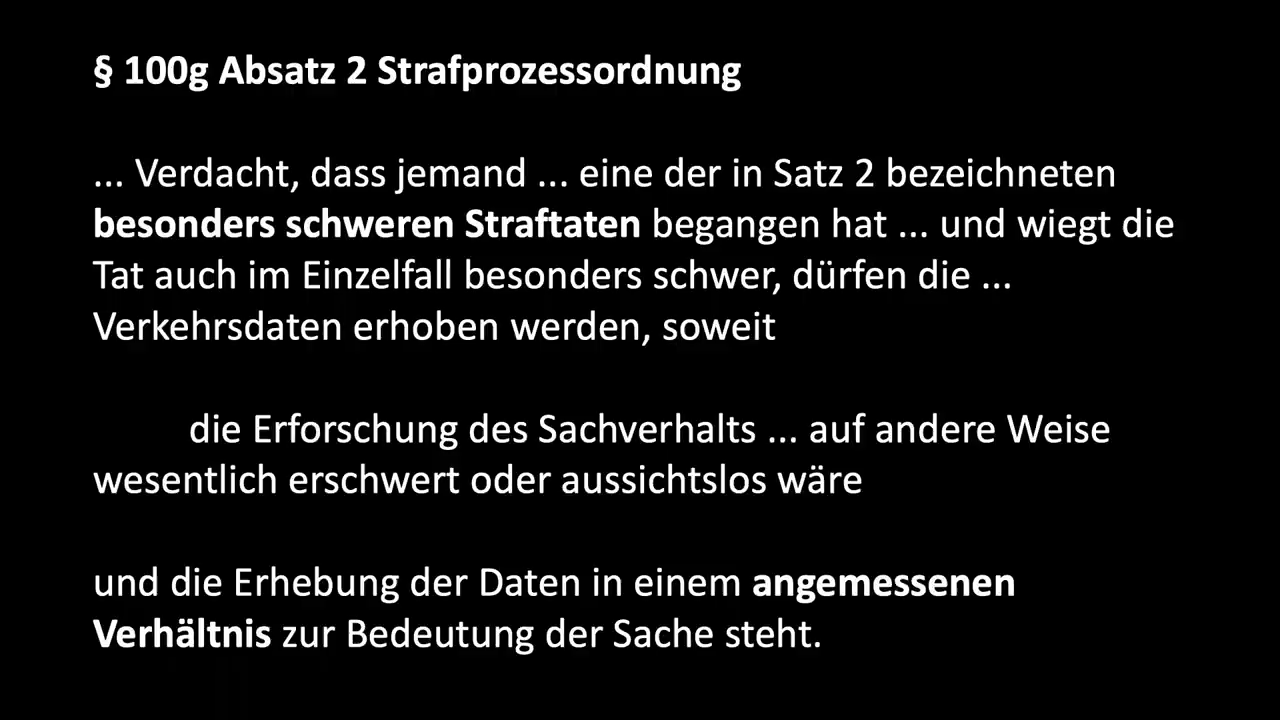 § 100g Absatz 2 Strafprozessordnung
... Verdacht, dass jemand ... eine der in Satz 2 bezeichneten
besonders schweren Straftaten begangen hat ... und wiegt die
Tat auch im Einzelfall besonders schwer, dürfen die ...
Verkehrsdaten erhoben werden, soweit
die Erforschung des Sachverhalts ... auf andere Weise
wesentlich erschwert oder aussichtslos wäre
und die Erhebung der Daten in einem angemessenen
Verhältnis zur Bedeutung der Sache steht.